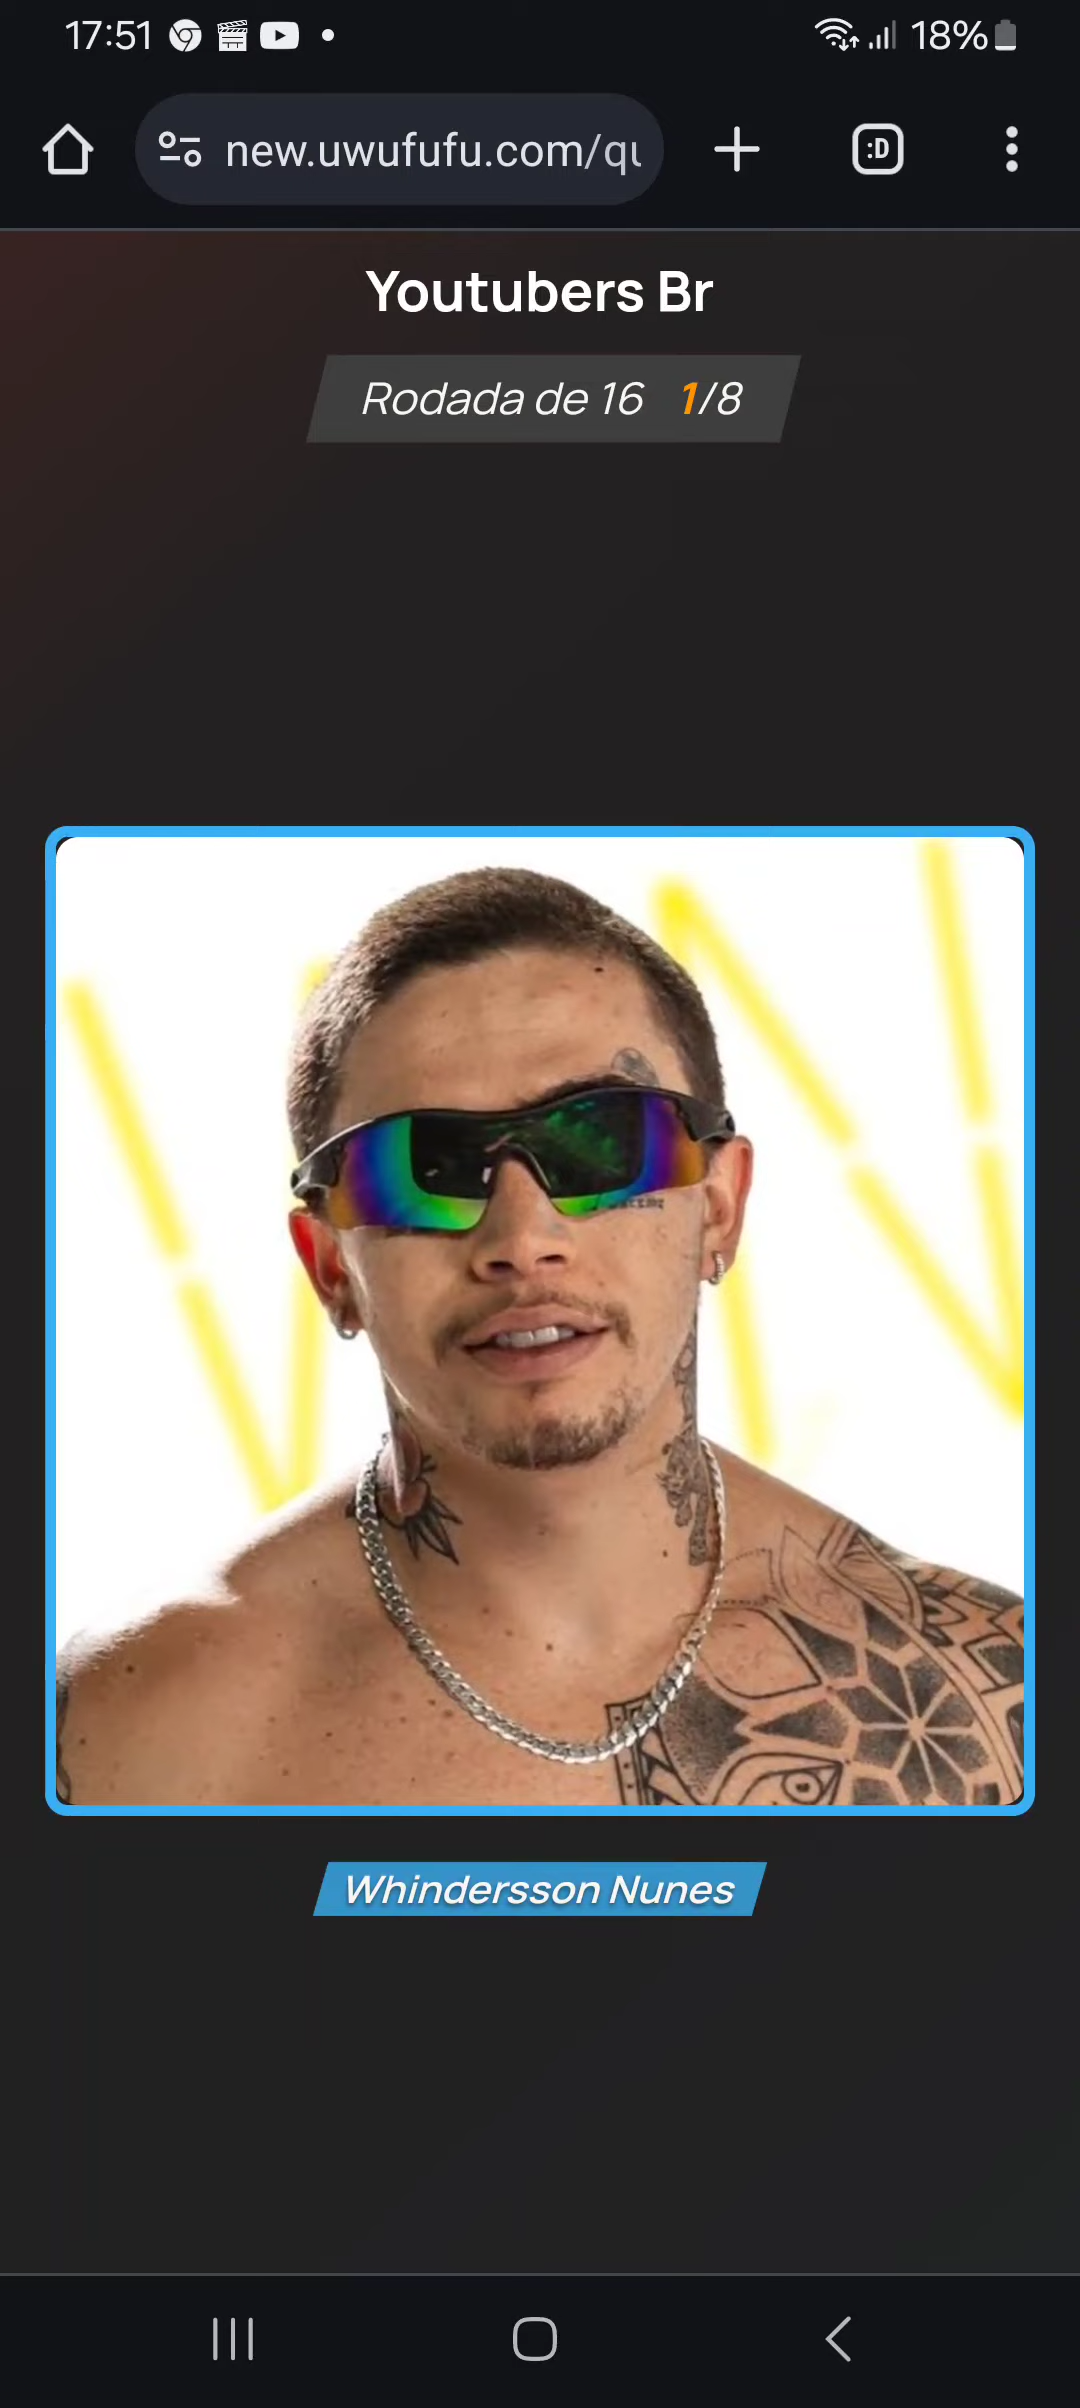 17:51
18%
new.uwufufu.com/qu
:D
Youtubers Br
Rodada de 16 1/8
Whindersson Nunes